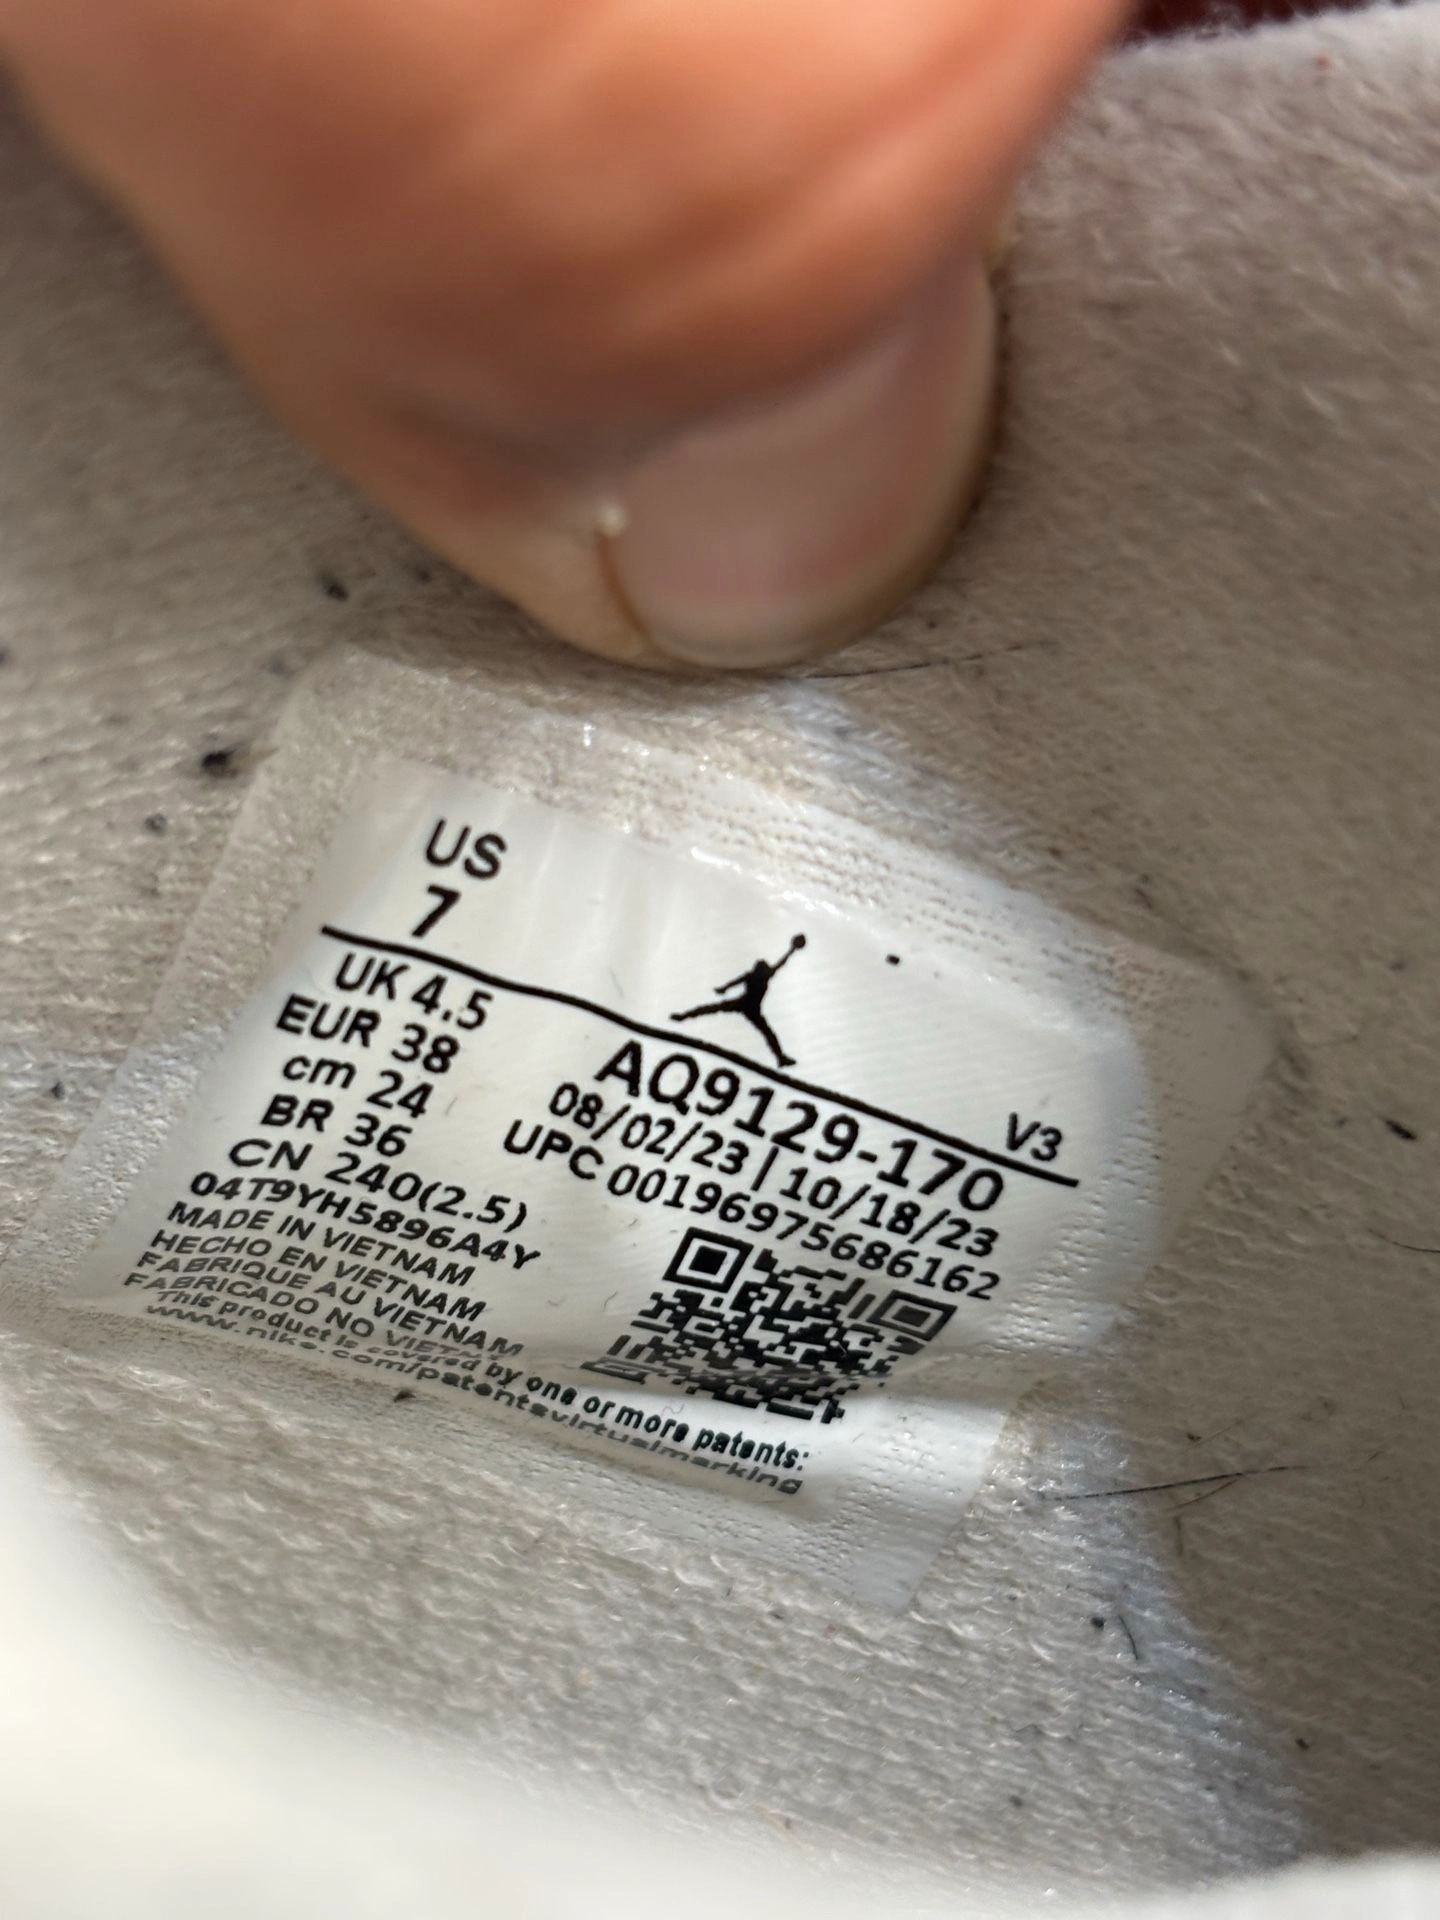 US
7
UK 4.5
EUR 38
cm 24
BR 36
CN 240(2.5)
04T9YH5896A4Y
MADE IN VIETNAM
HECHO EN VIETNAM
FABRIQUE AU VIETNAM
FABRICADO NO VIETNAM
This product is covered by one or more patents:
www.nike.com/patentsvirtualmarking
V3
AQ9129-170
08/02/23 | 10/18/23
UPC 00196975686162